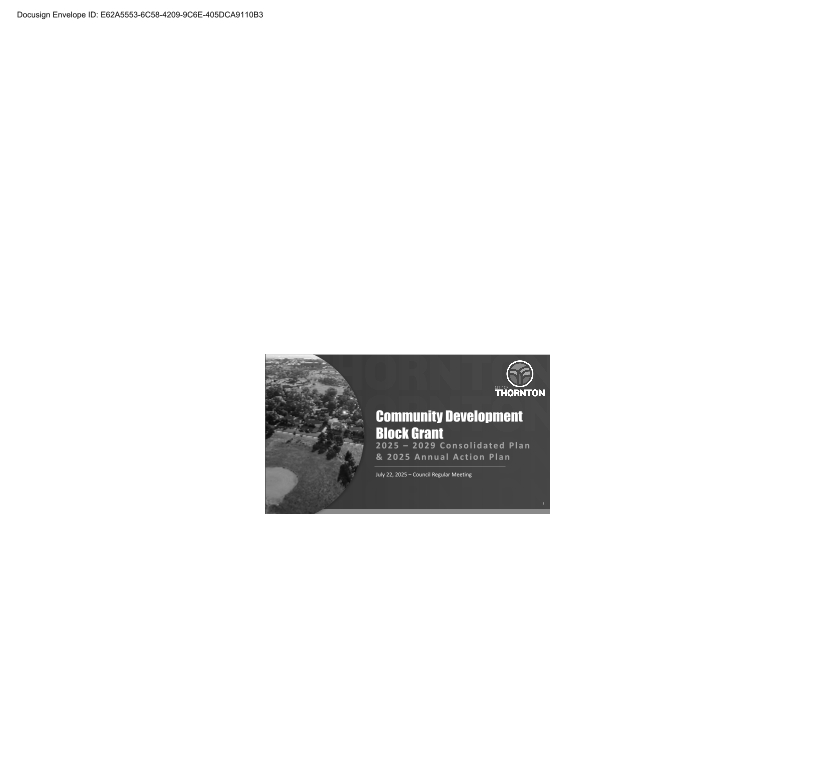 Docusign Envelope ID: E62A5553-6C58-4209-9C6E-405DCA9110B3
THORNTON
Community Development
Block Grant
2025 – 2029 Consolidated Plan
& 2025 Annual Action Plan
July 22, 2025 – Council Regular Meeting
1